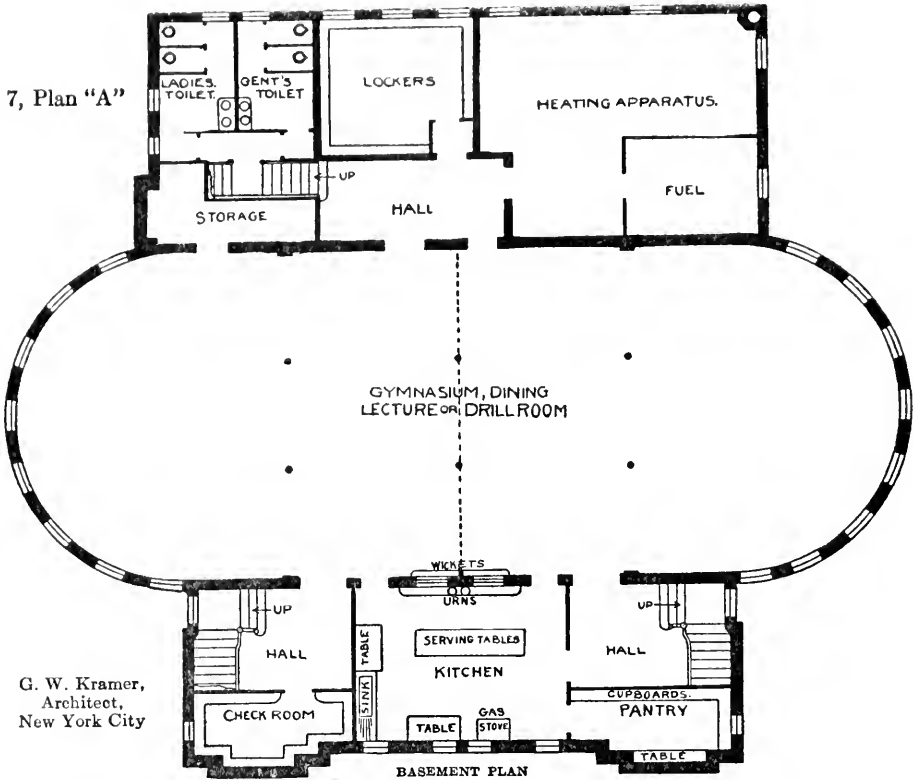 7, Plan "A"
LADIES.
TOILET
GENT'S
TOILET
LOCKERS
HEATING APPARATUS.
FUEL
UP
STORAGE
HALL
GYMNASIUM, DINING
LECTURE OR DRILL ROOM
WICKETS
URNS
UP
HALL
TABLE
SERVING TABLES
KITCHEN
SINK
TABLE
GAS
STOVE
UP
HALL
CUPBOARDS.
PANTRY
TABLE
CHECK ROOM
G. W. Kramer,
Architect,
New York City
BASEMENT PLAN